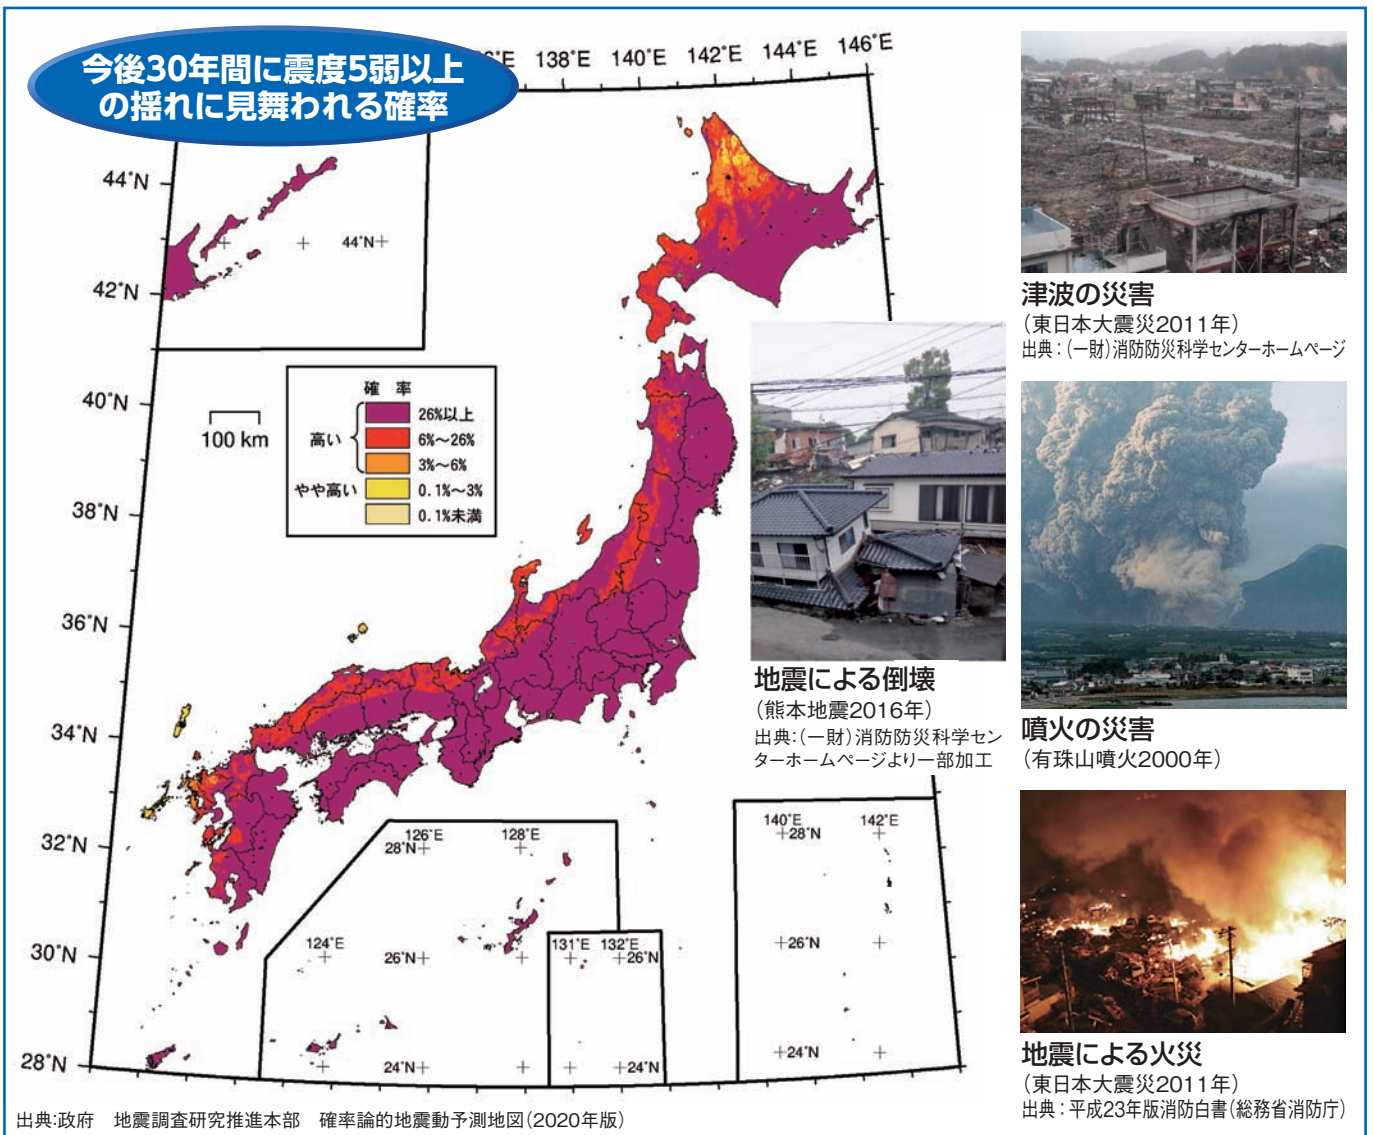 今後30年間に震度5弱以上
の揺れに見舞われる確率
138°E 140°E 142°E 144°E 146°E
44°N
42°N
40°N
38°N
36°N
34°N
32°N
30°N
28°N
44°N
100 km
確 率
高い
26%以上
6%~26%
3%~6%
やや高い
0.1%~3%
0.1%未満
126°E 128°E
28°N
124°E
26°N
24°N
131°E 132°E
26°N
24°N
140°E 142°E
28°N
26°N
24°N
津波の災害
(東日本大震災2011年)
出典:(一財)消防防災科学センターホームページ
地震による倒壊
(熊本地震2016年)
出典:(一財)消防防災科学セン
ターホームページより一部加工
噴火の災害
(有珠山噴火2000年)
地震による火災
(東日本大震災2011年)
出典:平成23年版消防白書(総務省消防庁)
出典:政府 地震調査研究推進本部 確率論的地震動予測地図(2020年版)